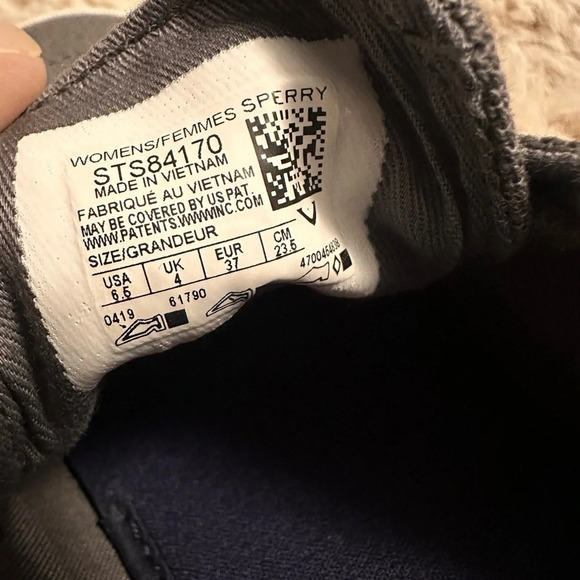 WOMENS/FEMMES SPERRY
STS84170
MADE IN VIETNAM
FABRIQUÉ AU VIETNAM
MAY BE COVERED BY US PAT.
WWW.PATENTS.WWWINC.COM
V
SIZE/GRANDEUR
USA UK EUR CM
6.5 4 37 23.5
0419 61790